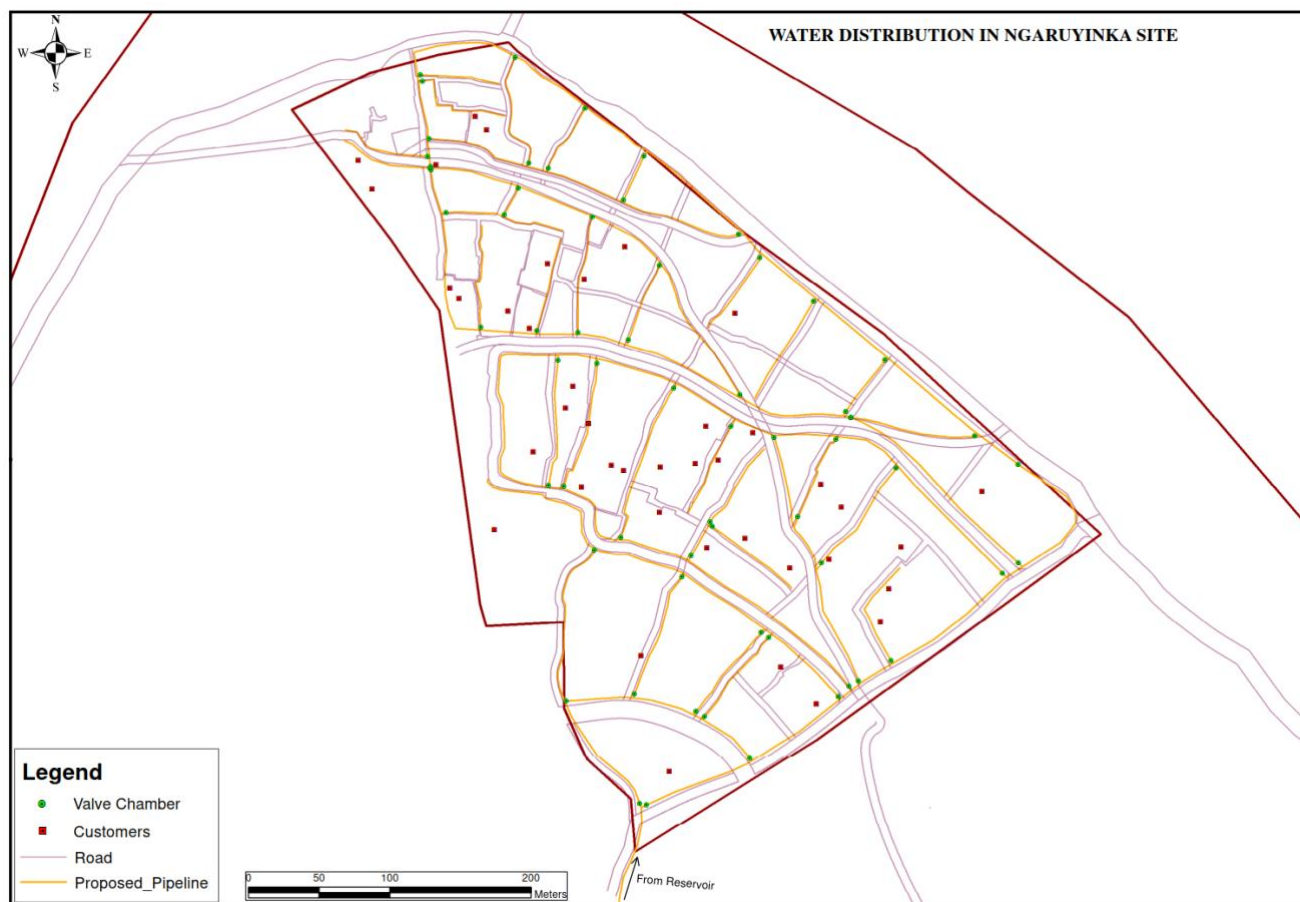 N
WATER DISTRIBUTION IN NGARUYINKA SITE
W E
S
Legend
Valve Chamber
Customers
Road
Proposed_Pipeline
0 50 100 200
Meters
From Reservoir